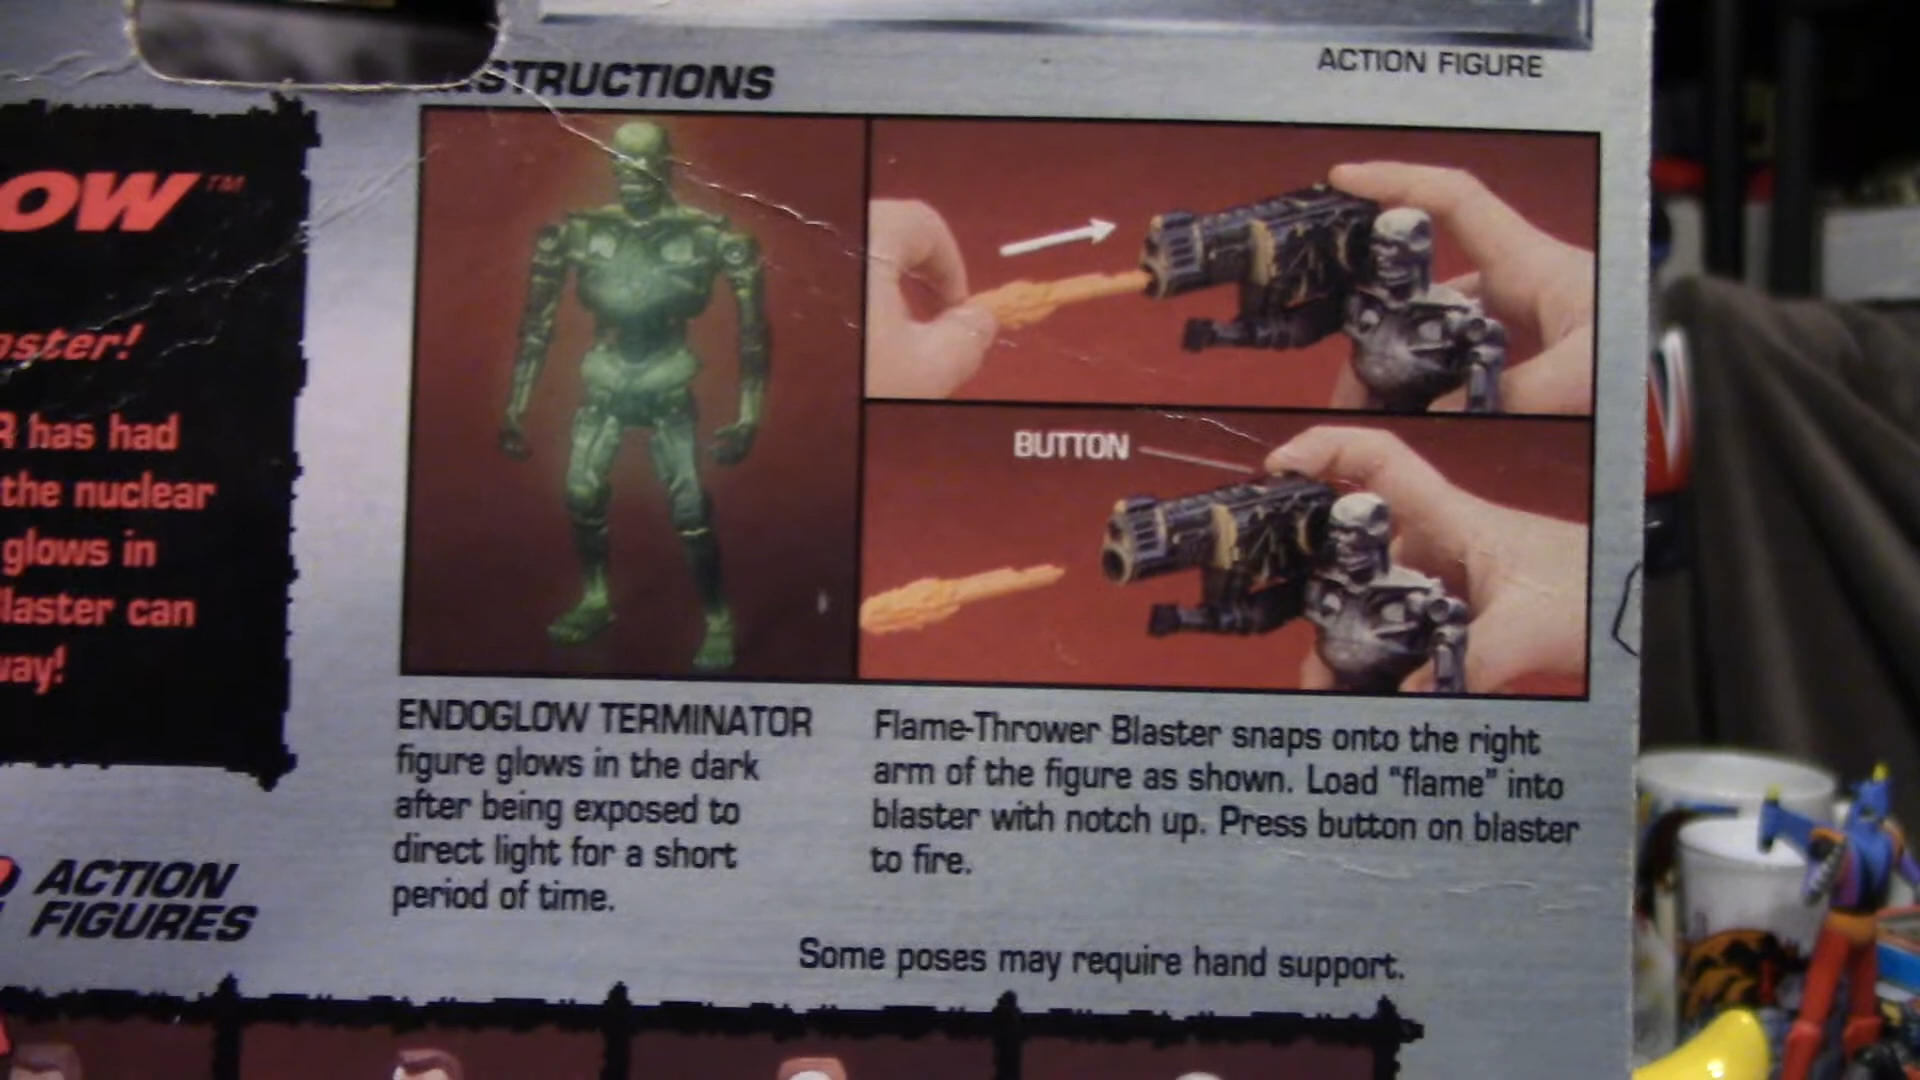 ACTION FIGURE
STRUCTIONS
OW™
aster!
R has had
the nuclear
glows in
laster can
way!
BUTTON
ENDOGLOW TERMINATOR
figure glows in the dark
after being exposed to
direct light for a short
period of time.
Flame-Thrower Blaster snaps onto the right
arm of the figure as shown. Load "flame" into
blaster with notch up. Press button on blaster
to fire.
ACTION
FIGURES
Some poses may require hand support.